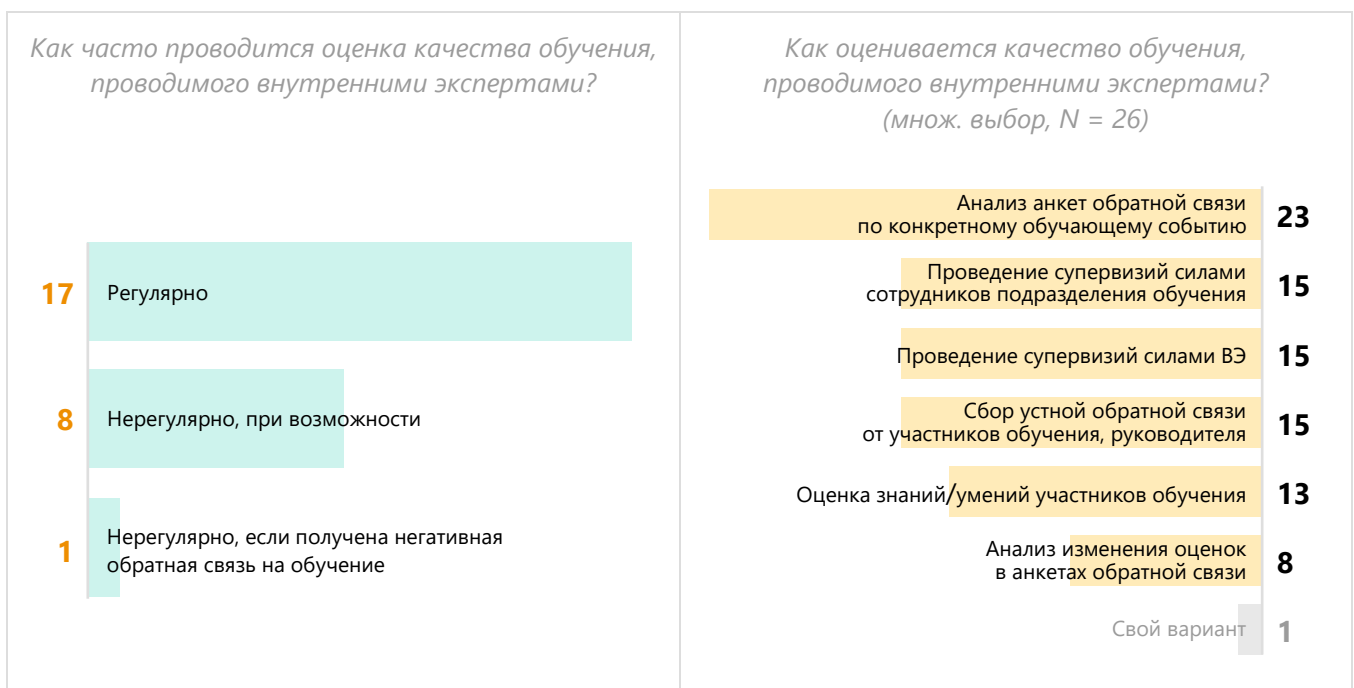 Как часто проводится оценка качества обучения,
проводимого внутренними экспертами?
17
Регулярно
8
Нерегулярно, при возможности
1
Нерегулярно, если получена негативная
обратная связь на обучение
Как оценивается качество обучения,
проводимого внутренними экспертами?
(множ. выбор, N = 26)
Анализ анкет обратной связи
по конкретному обучающему событию
23
Проведение супервизий силами
сотрудников подразделения обучения
15
Проведение супервизий силами ВЭ
15
Сбор устной обратной связи
от участников обучения, руководителя
15
Оценка знаний/умений участников обучения
13
Анализ изменения оценок
в анкетах обратной связи
8
Свой вариант
1